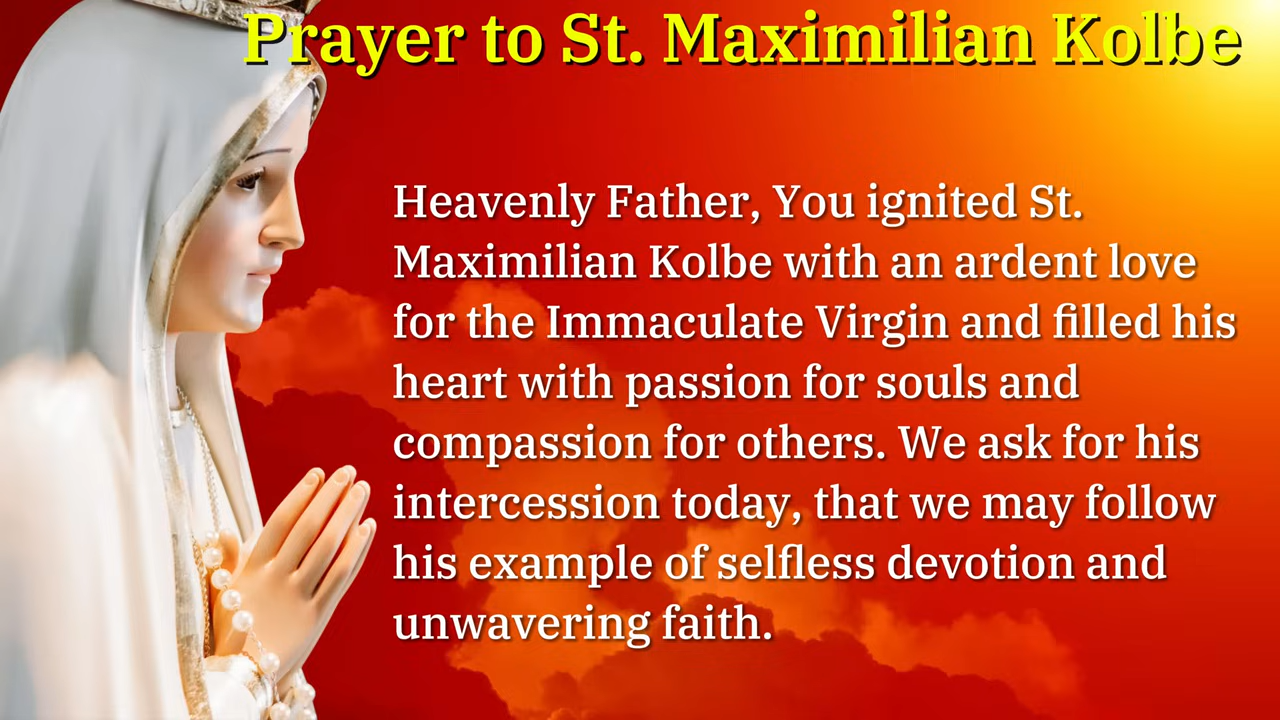 Prayer to St. Maximilian Kolbe
Heavenly Father, You ignited St.
Maximilian Kolbe with an ardent love
for the Immaculate Virgin and filled his
heart with passion for souls and
compassion for others. We ask for his
intercession today, that we may follow
his example of selfless devotion and
unwavering faith.